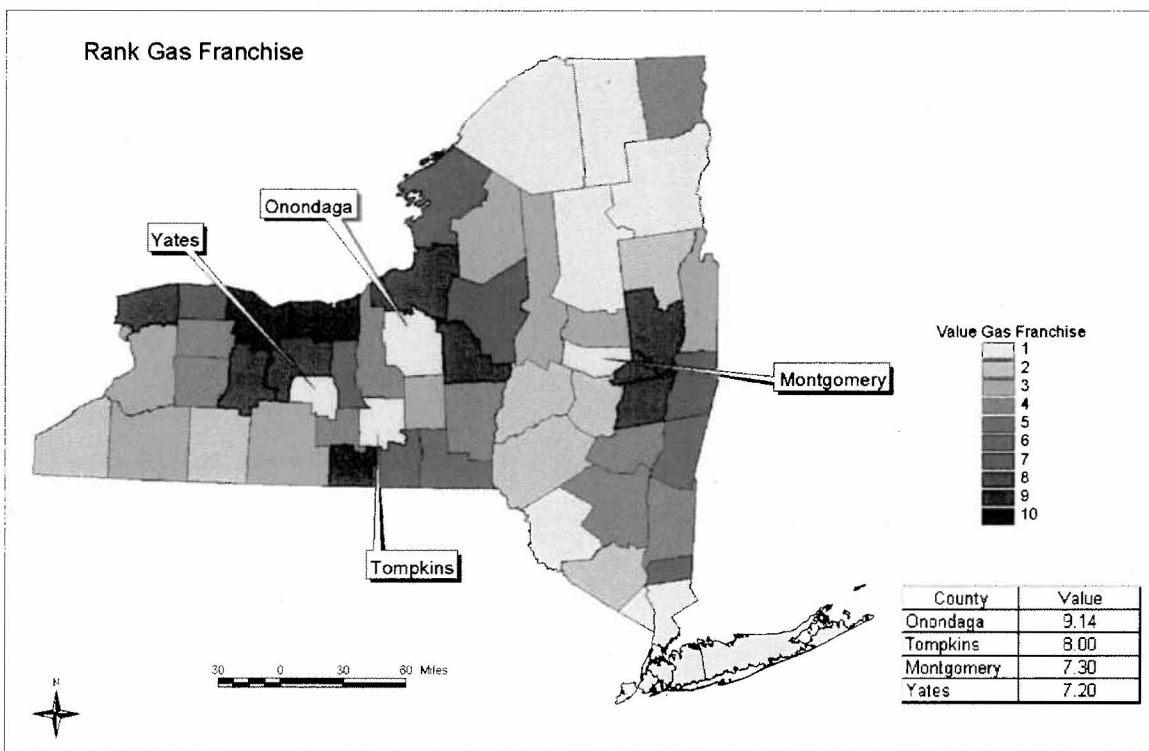 Rank Gas Franchise
Onondaga
Yates
Montgomery
Tompkins
Value Gas Franchise
1
2
3
4
5
6
7
8
9
10
County Value
Onondaga 9.14
Tompkins 8.00
Montgomery 7.30
Yates 7.20
30 0 30 60 Miles
N